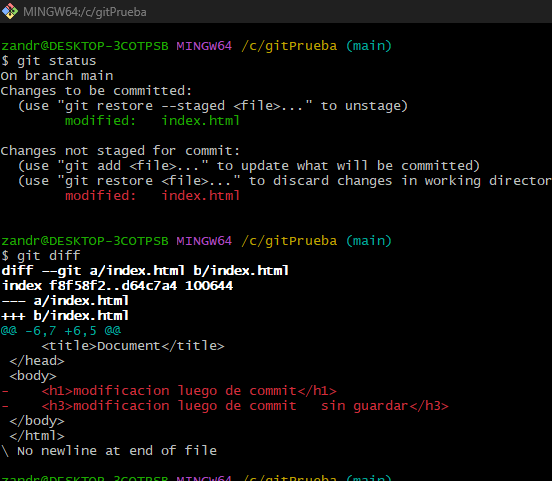 MINGW64:/c/gitPrueba
zandr@DESKTOP-3COTPSB MINGW64 /c/gitPrueba (main)
$ git status
On branch main
Changes to be committed:
  (use "git restore --staged <file>..." to unstage)
        modified:   index.html

Changes not staged for commit:
  (use "git add <file>..." to update what will be committed)
  (use "git restore <file>..." to discard changes in working director
        modified:   index.html

zandr@DESKTOP-3COTPSB MINGW64 /c/gitPrueba (main)
$ git diff
diff --git a/index.html b/index.html
index f8f58f2..d64c7a4 100644
--- a/index.html
+++ b/index.html
@@ -6,7 +6,5 @@
     <title>Document</title>
 </head>
 <body>
-    <h1>modificacion luego de commit</h1>
-    <h3>modificacion luego de commit   sin guardar</h3>
 </body>
 </html>
\ No newline at end of file

zandr@DESKTOP-3COTPSB MINGW64 /c/gitPrueba (main)